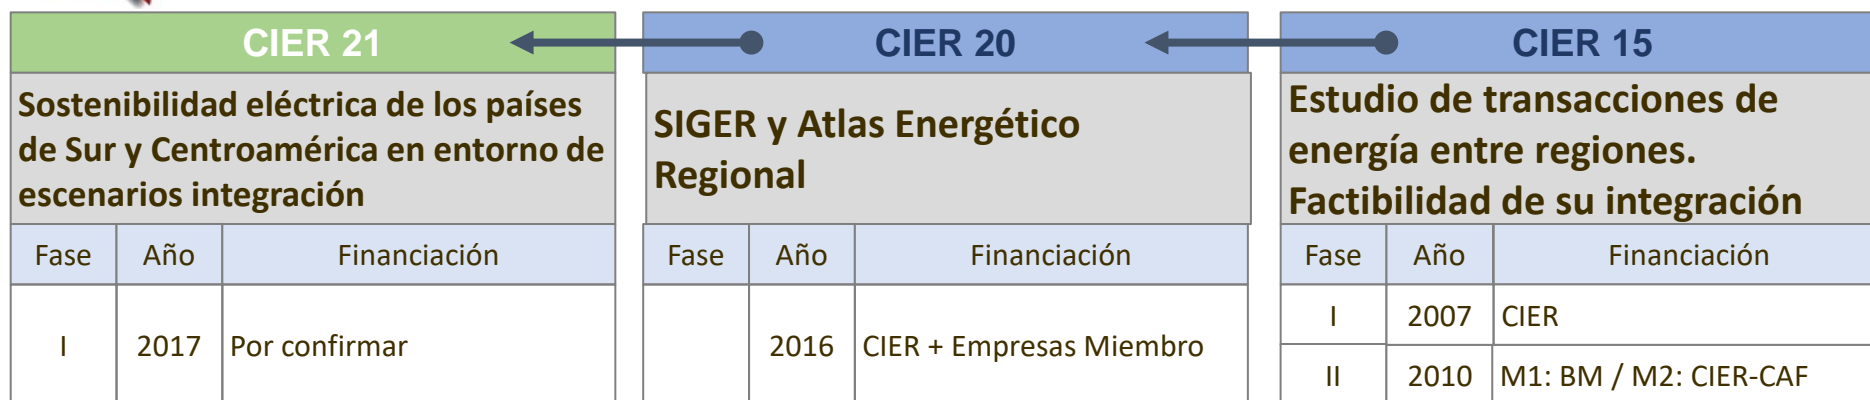 CIER 21
Sostenibilidad eléctrica de los países
de Sur y Centroamérica en entorno de
escenarios integración
Fase Año Financiación
I 2017 Por confirmar
CIER 20
SIGER y Atlas Energético
Regional
Fase Año Financiación
2016 CIER + Empresas Miembro
CIER 15
Estudio de transacciones de
energía entre regiones.
Factibilidad de su integración
Fase Año Financiación
I 2007 CIER
II 2010 M1: BM / M2: CIER-CAF